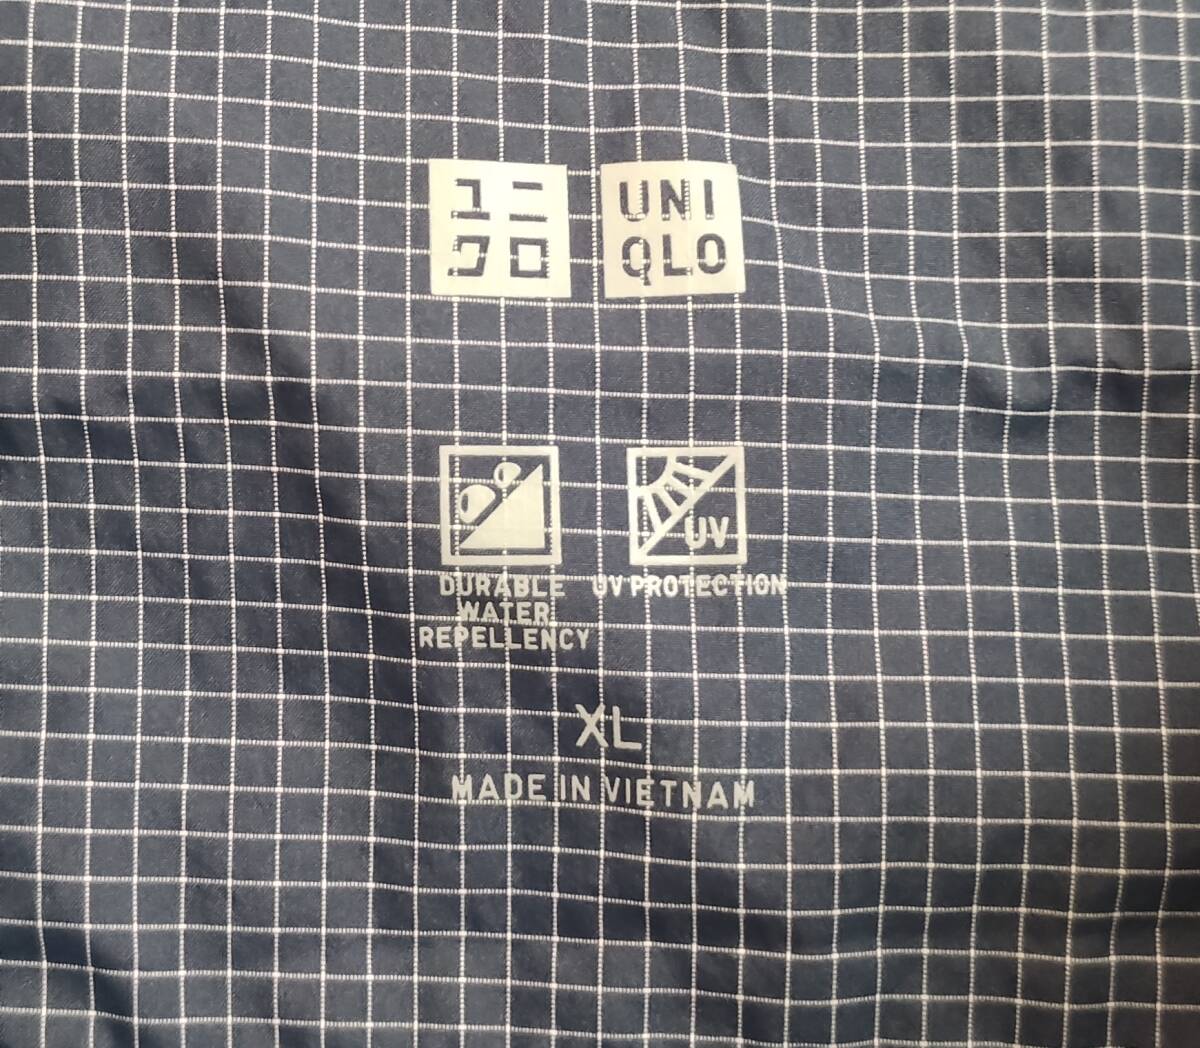 ユニ
クロ
UNI
QLO
UV
DURABLE
WATER
REPELLENCY
UV PROTECTION
XL
MADE IN VIETNAM